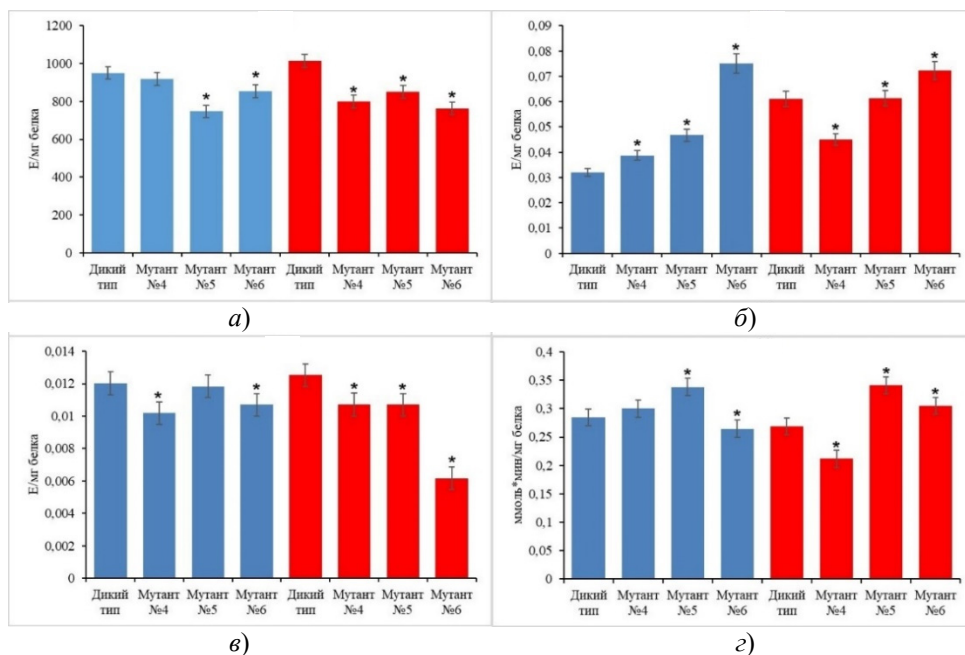 1200
1000
800
600
400
200
0
Е/мг белка
* * * * *
Дикий тип Мутант №4 Мутант №5 Мутант №6 Дикий тип Мутант №4 Мутант №5 Мутант №6
а)
0,09
0,08
0,07
0,06
0,05
0,04
0,03
0,02
0,01
0
Е/мг белка
* * * * * *
Дикий тип Мутант №4 Мутант №5 Мутант №6 Дикий тип Мутант №4 Мутант №5 Мутант №6
б)
0,014
0,012
0,01
0,008
0,006
0,004
0,002
0
Е/мг белка
* * * * *
Дикий тип Мутант №4 Мутант №5 Мутант №6 Дикий тип Мутант №4 Мутант №5 Мутант №6
в)
0,4
0,35
0,3
0,25
0,2
0,15
0,1
0,05
0
ммоль*мин/мг белка
* * * * *
Дикий тип Мутант №4 Мутант №5 Мутант №6 Дикий тип Мутант №4 Мутант №5 Мутант №6
г)